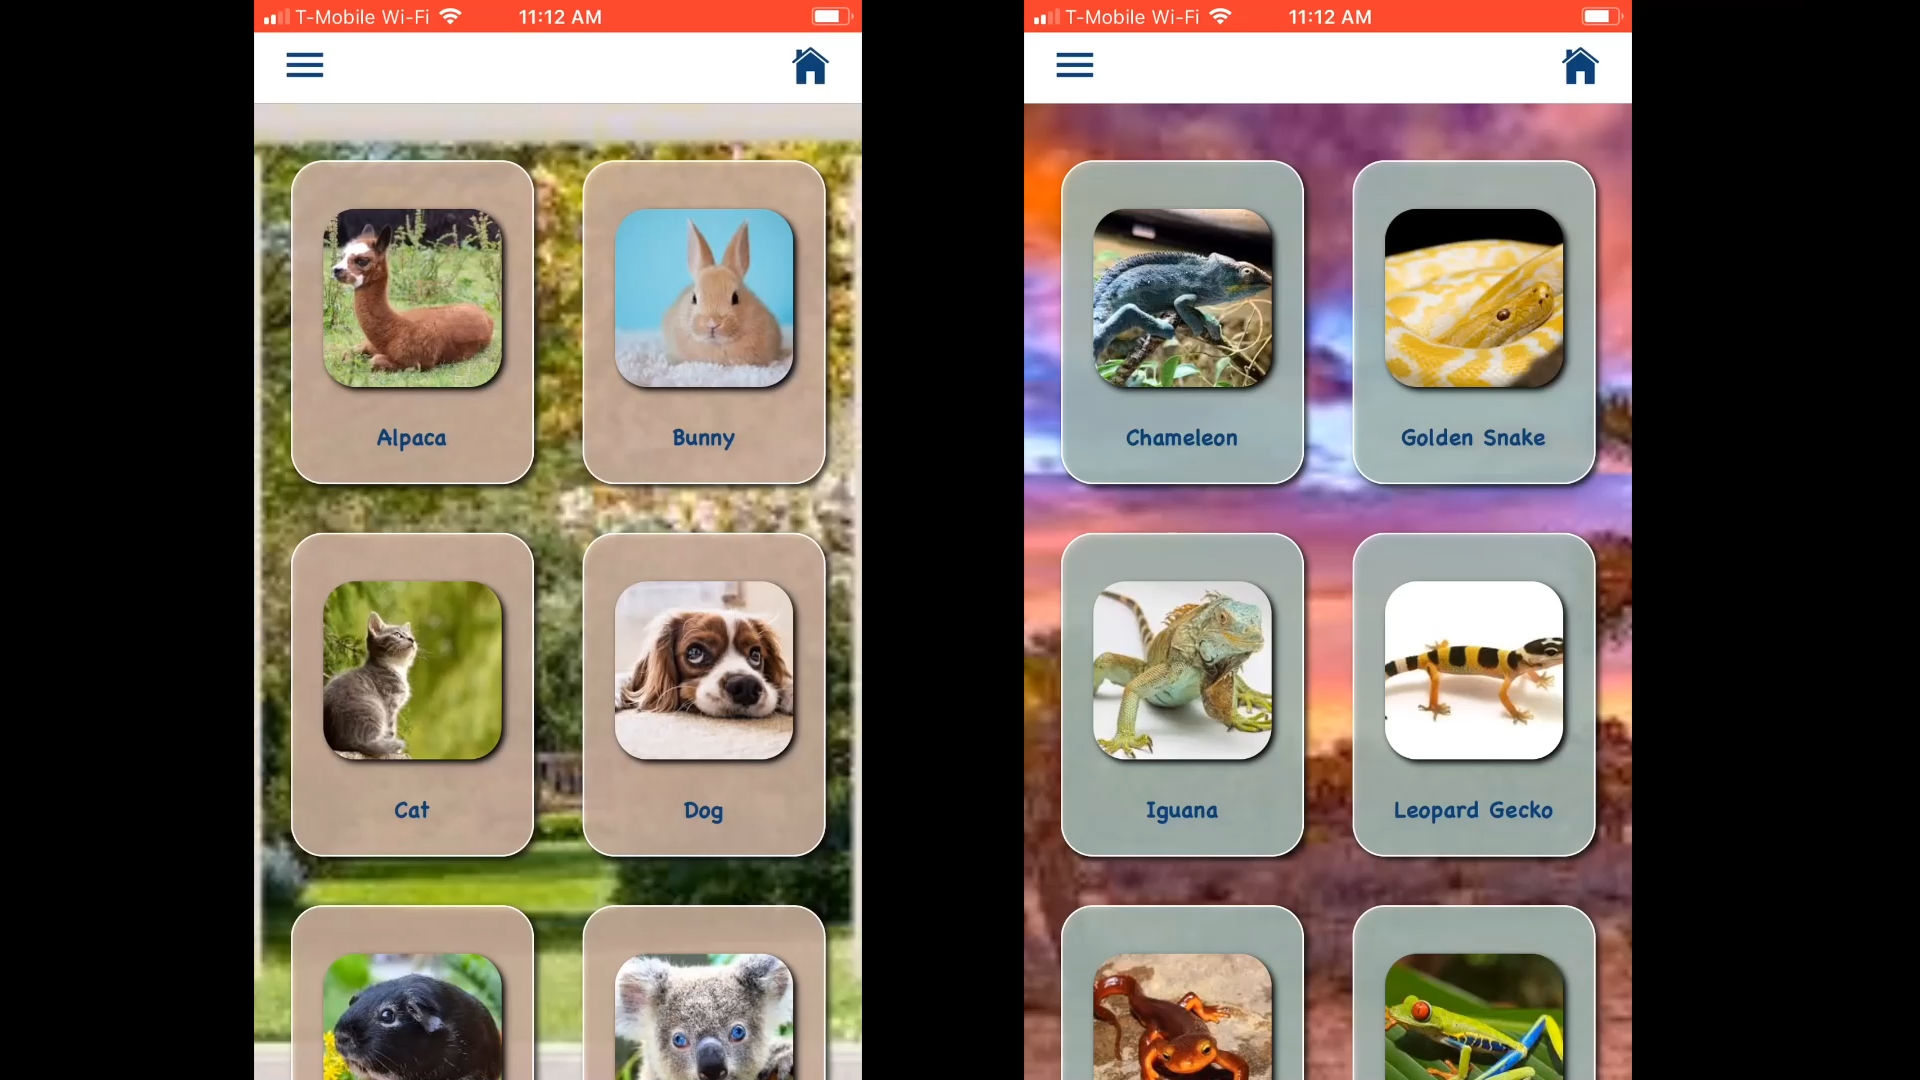 T-Mobile Wi-Fi 11:12 AM
Alpaca Bunny
Cat Dog
T-Mobile Wi-Fi 11:12 AM
Chameleon Golden Snake
Iguana Leopard Gecko